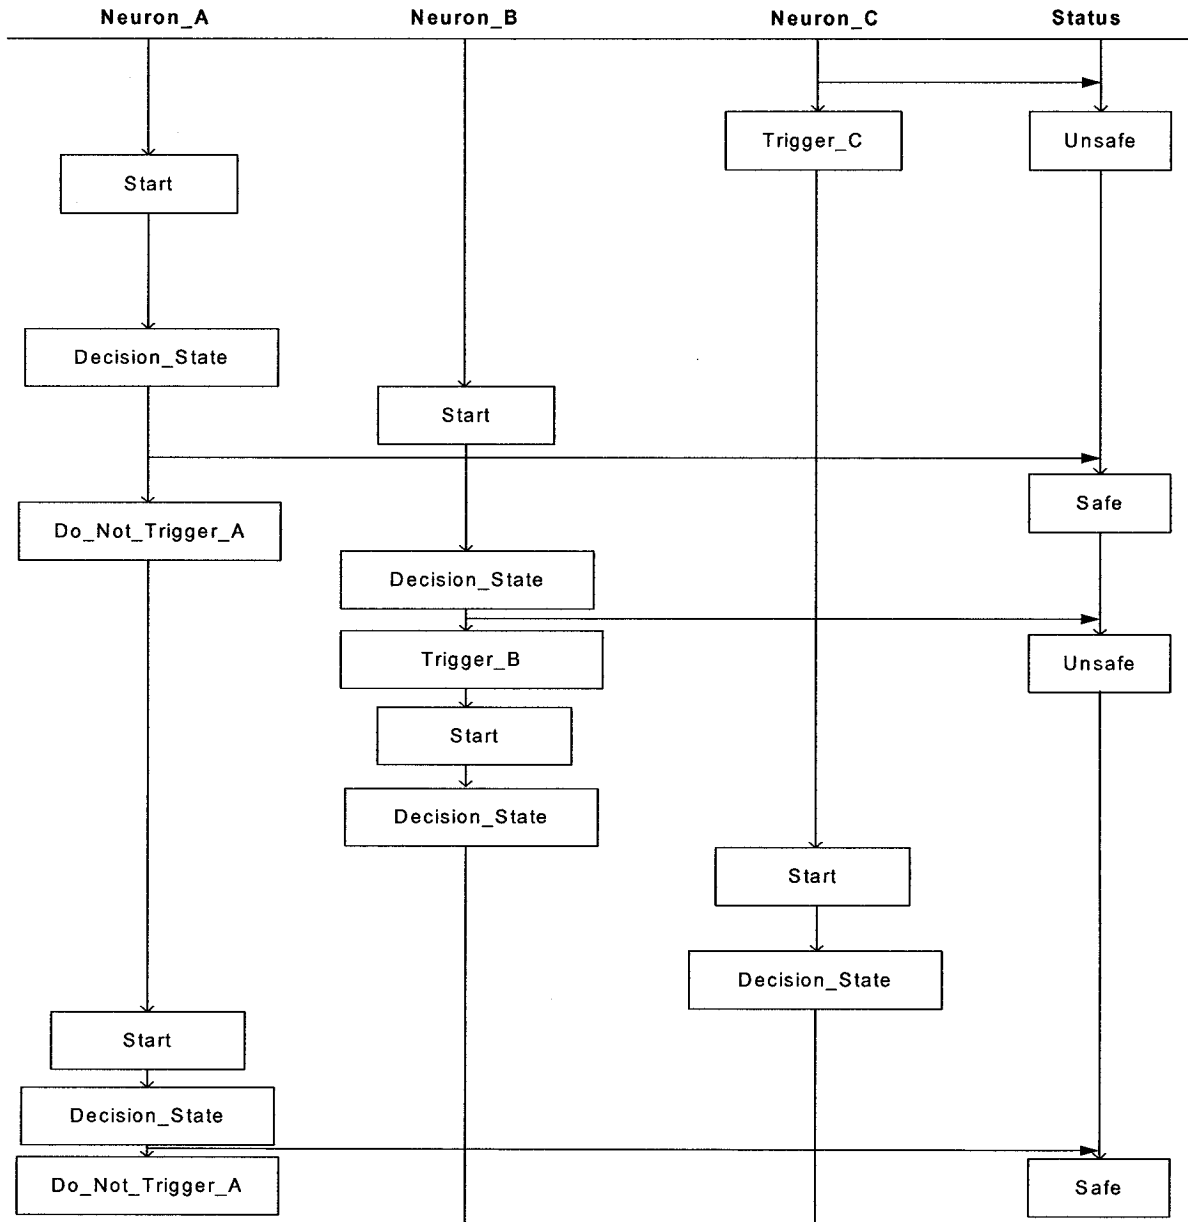 Neuron_A Neuron_B Neuron_C Status
Trigger_C Unsafe
Start
Decision_State
Start
Safe
Do_Not_Trigger_A
Decision_State
Trigger_B Unsafe
Start
Decision_State
Start
Decision_State
Start
Decision_State
Do_Not_Trigger_A Safe